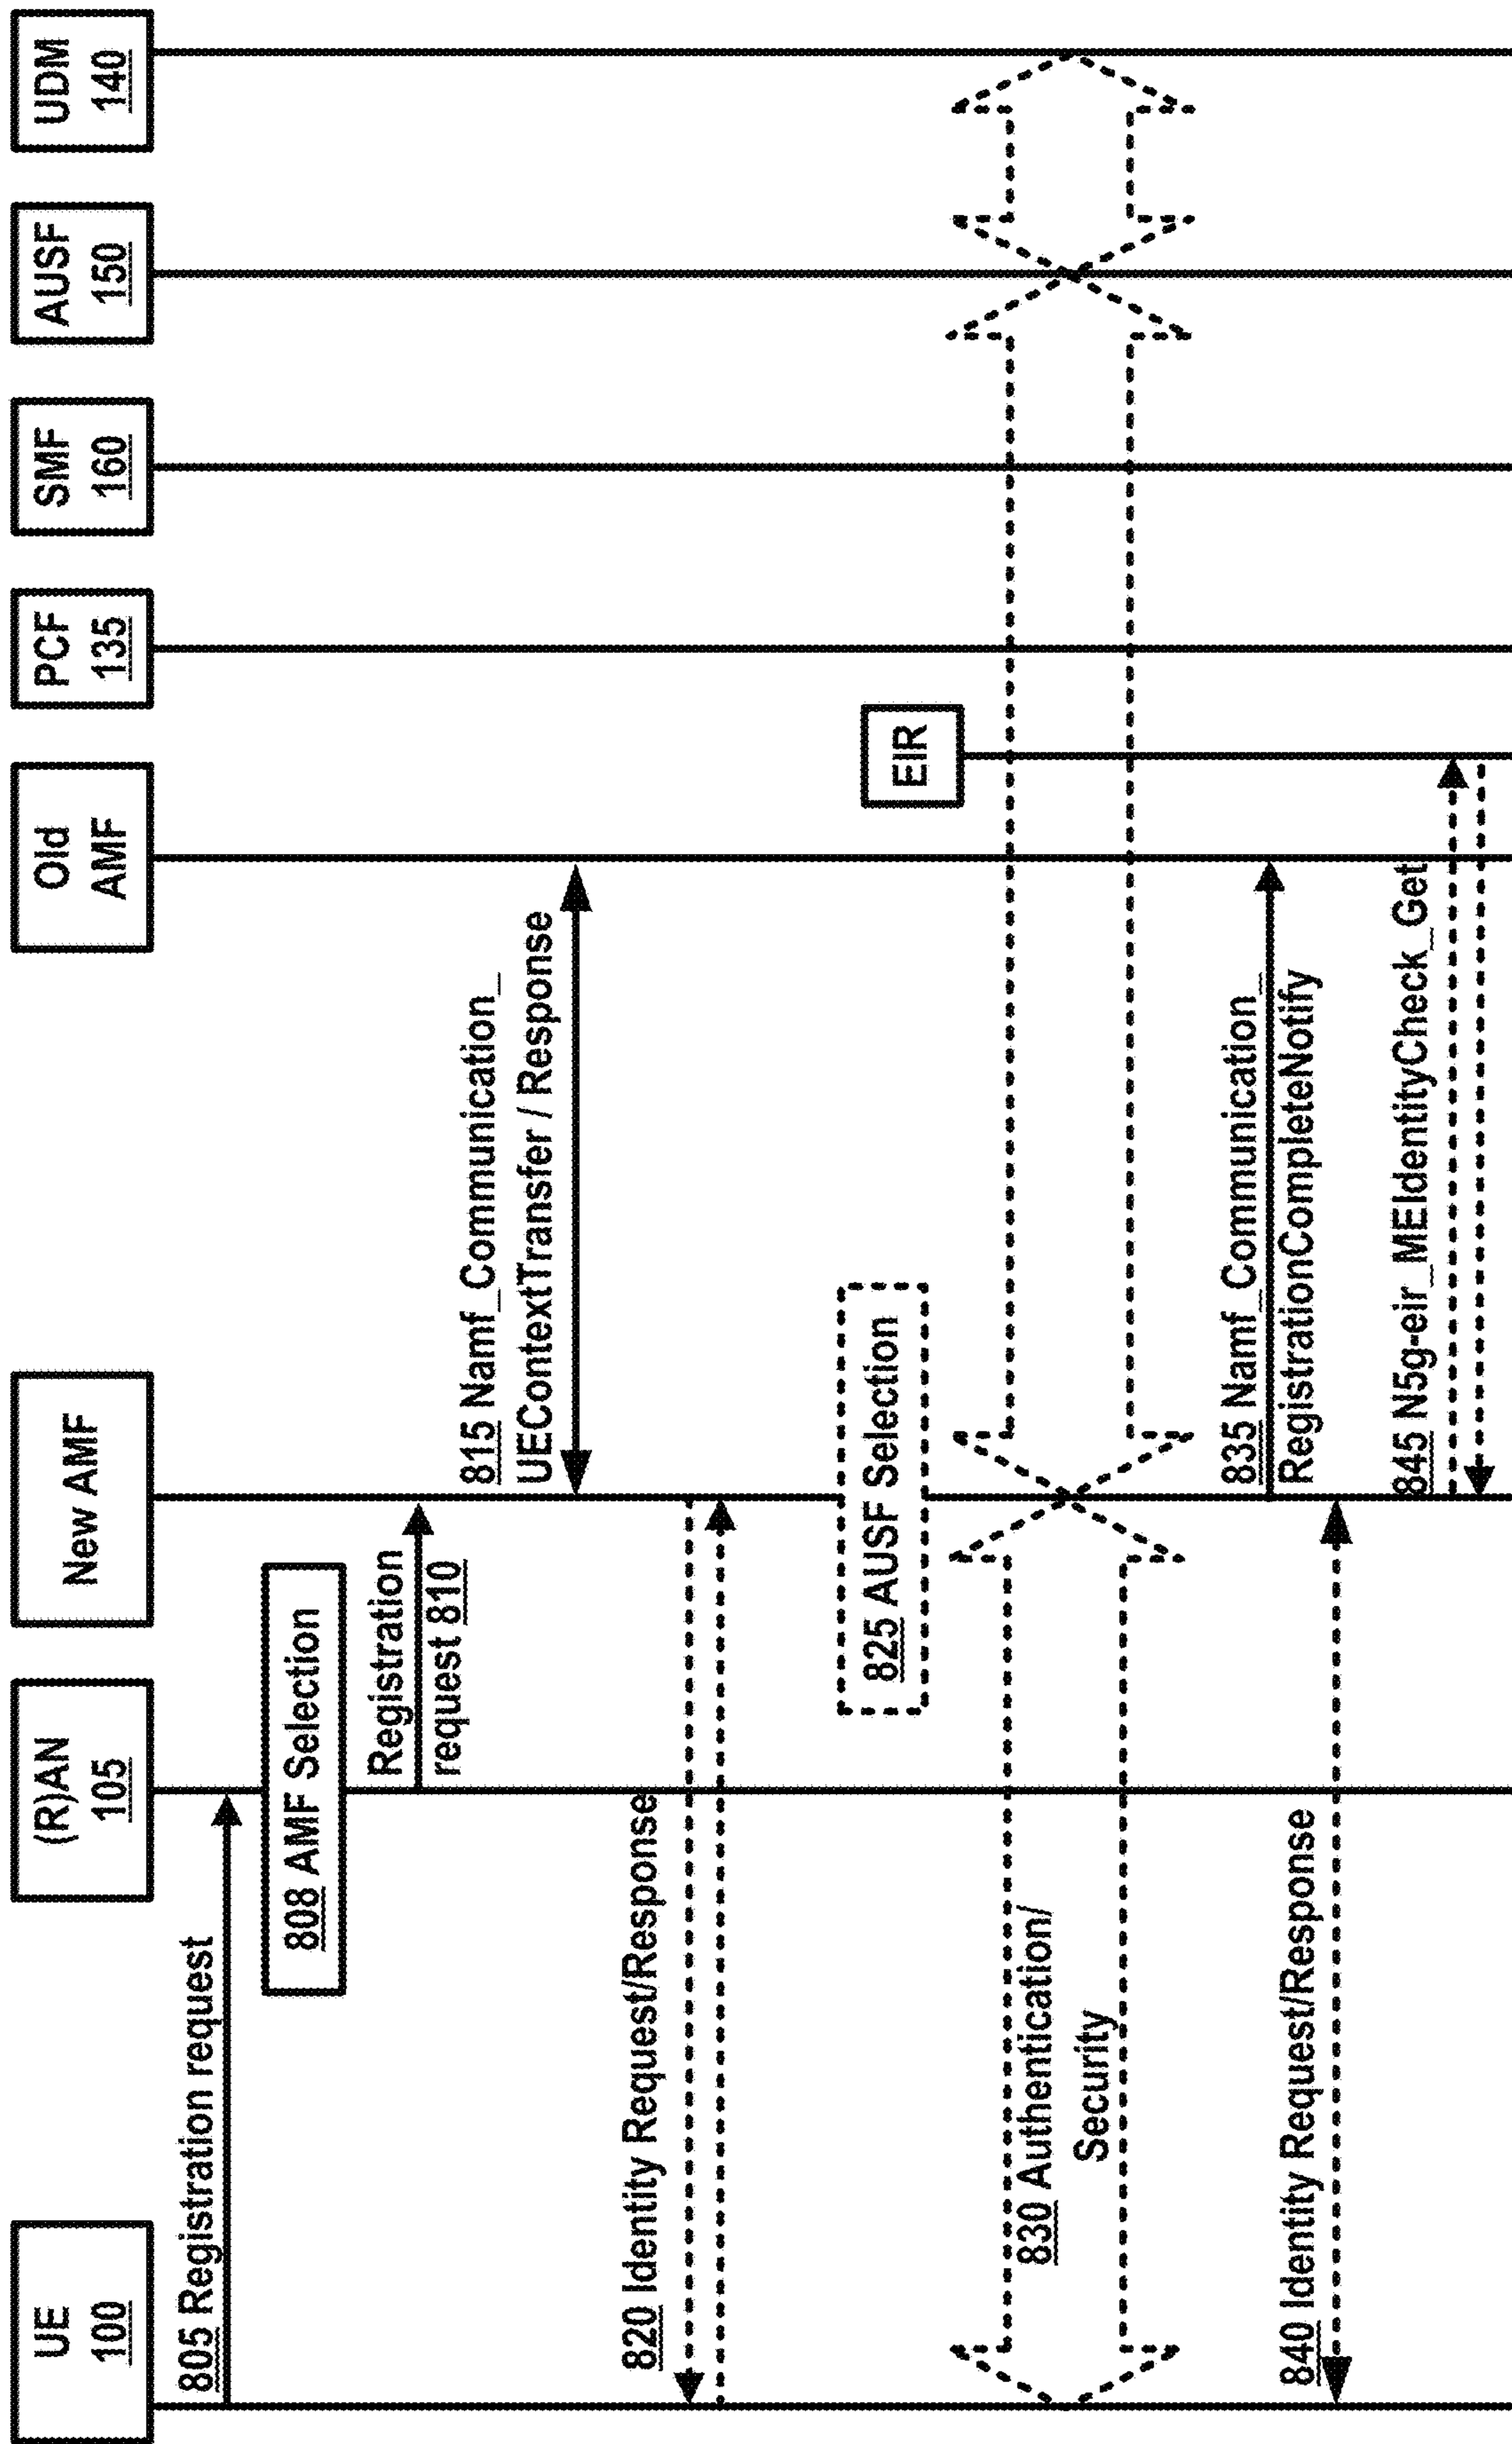 UE
100
(R)AN
105
New AMF
Old
AMF
PCF
135
SMF
160
AUSF
150
UDM
140
805 Registration request
808 AMF Selection
Registration
request 810
815 Namf_Communication_
UEContextTransfer / Response
820 Identity Request/Response
825 AUSF Selection
EIR
830 Authentication/
Security
835 Namf_Communication_
RegistrationCompleteNotify
840 Identity Request/Response
845 N5g-eir_MEIdentityCheck_Get